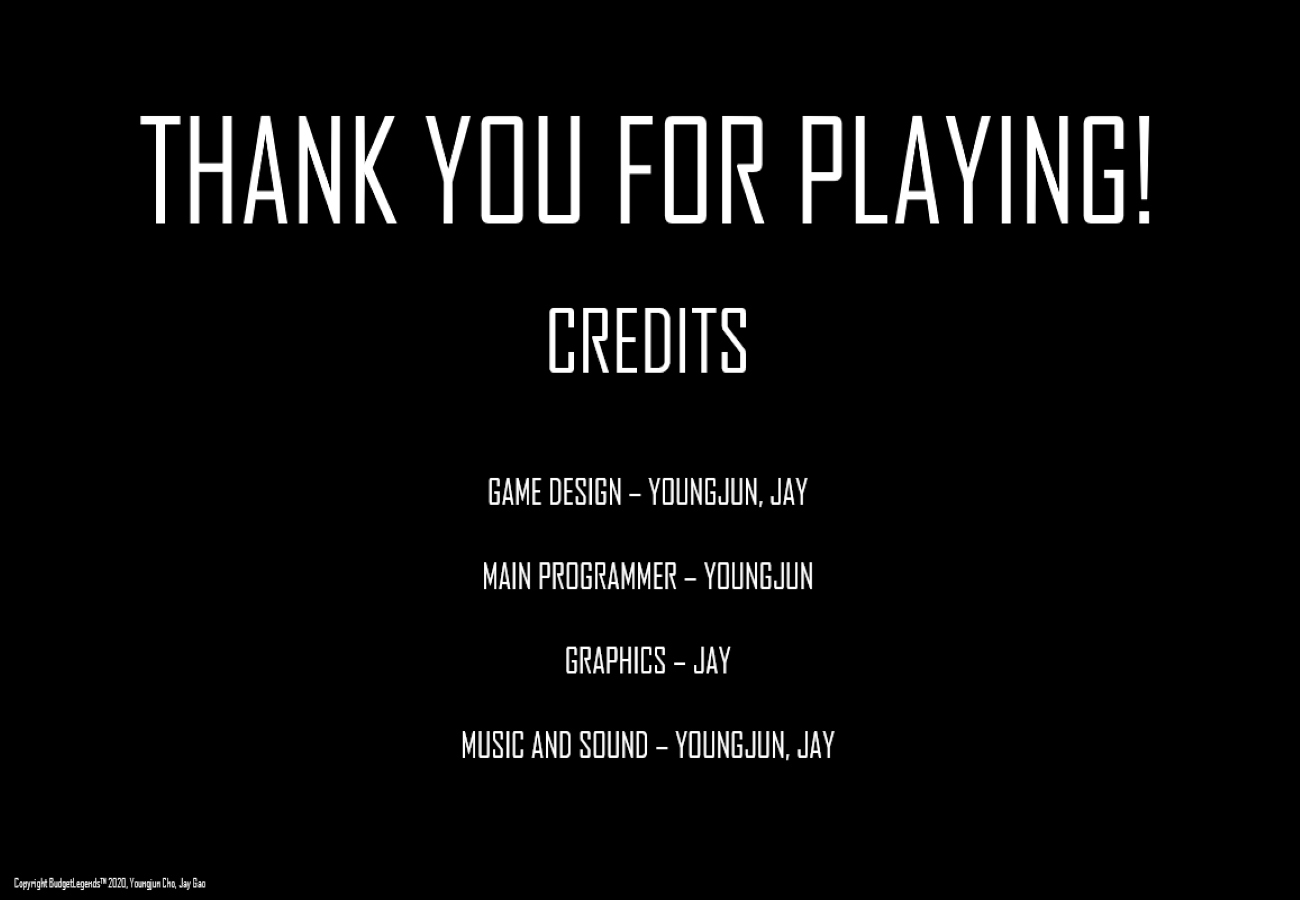 THANK YOU FOR PLAYING!
CREDITS
GAME DESIGN – YOUNGJUN, JAY
MAIN PROGRAMMER – YOUNGJUN
GRAPHICS – JAY
MUSIC AND SOUND – YOUNGJUN, JAY
Copyright BudgetLegends™ 2020, Youngjun Cho, Jay Gao